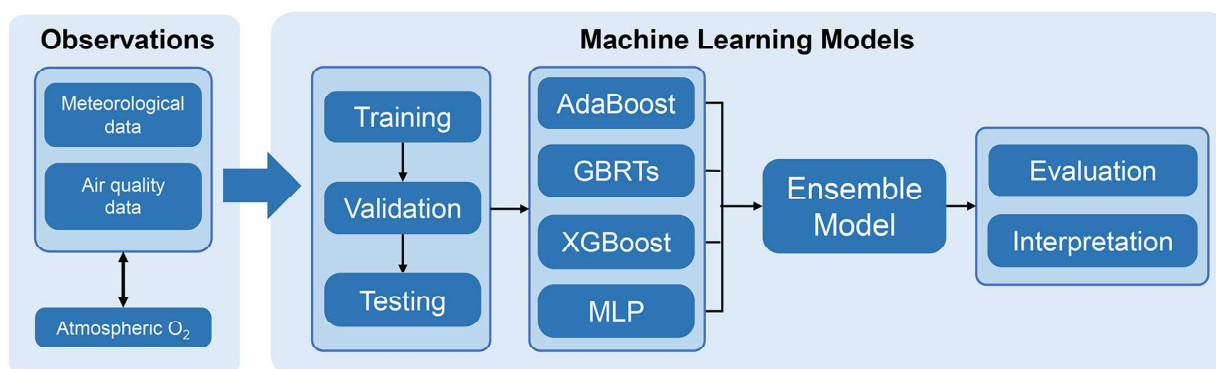 Observations
Meteorological
data
Air quality
data
Atmospheric O₂
Machine Learning Models
Training
Validation
Testing
AdaBoost
GBRTs
XGBoost
MLP
Ensemble
Model
Evaluation
Interpretation